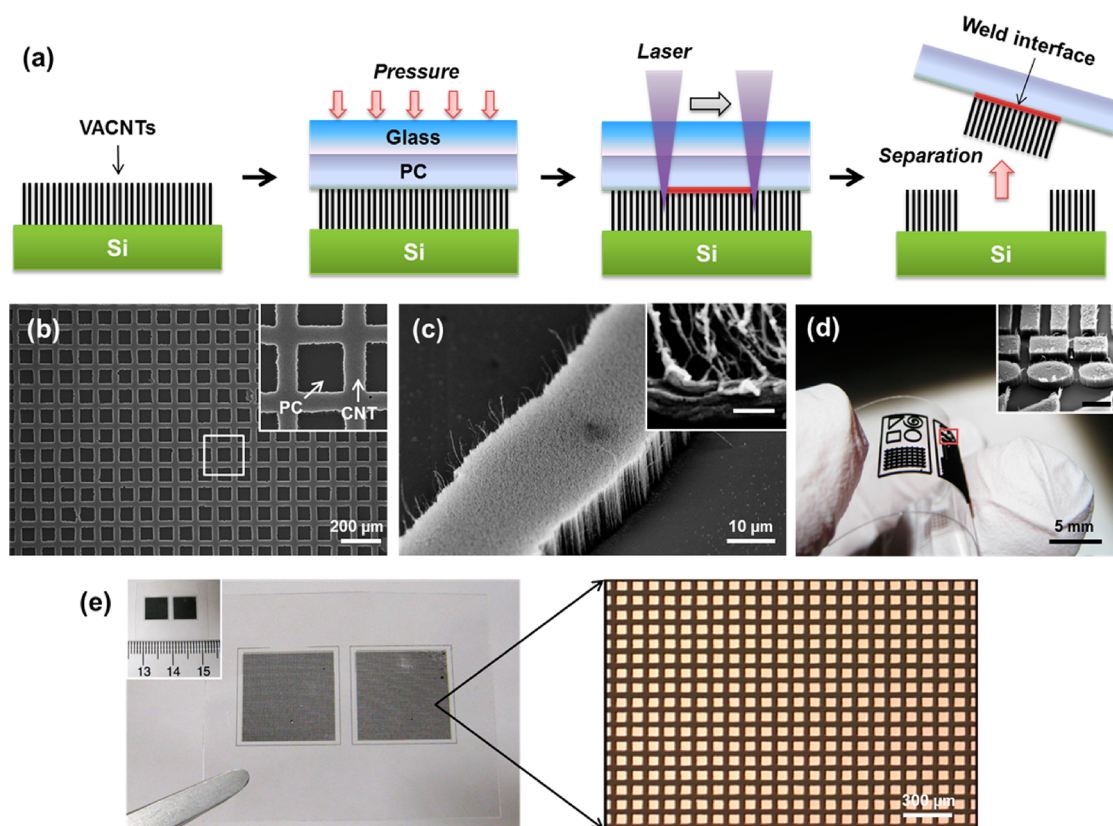 (a)
VACNTs
Si
Pressure
Glass
PC
Si
Laser
Si
Weld interface
Separation
Si
(b)
PC
CNT
200 µm
(c)
10 µm
(d)
5 mm
(e)
13 14 15
300 µm